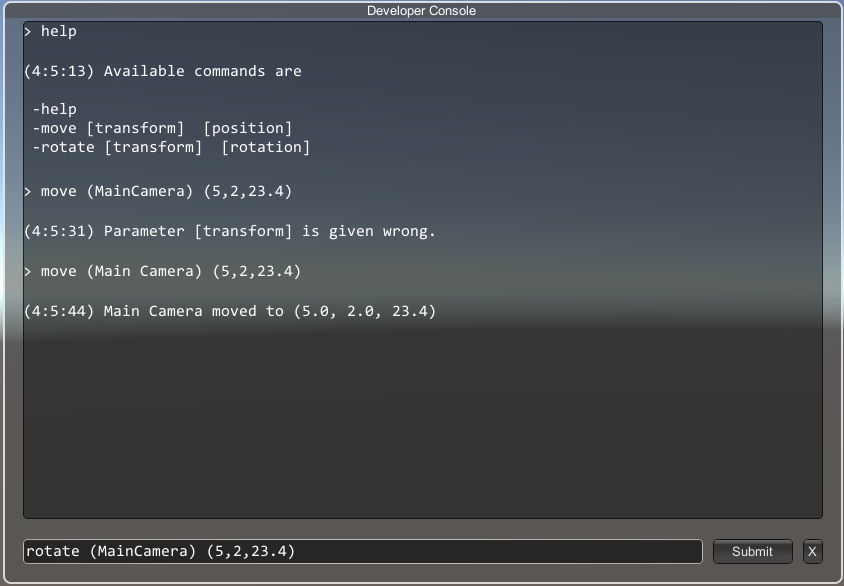 Developer Console
> help
(4:5:13) Available commands are
-help
-move [transform]  [position]
-rotate [transform]  [rotation]
> move (MainCamera) (5,2,23.4)
(4:5:31) Parameter [transform] is given wrong.
> move (Main Camera) (5,2,23.4)
(4:5:44) Main Camera moved to (5.0, 2.0, 23.4)
rotate (MainCamera) (5,2,23.4)
Submit
X